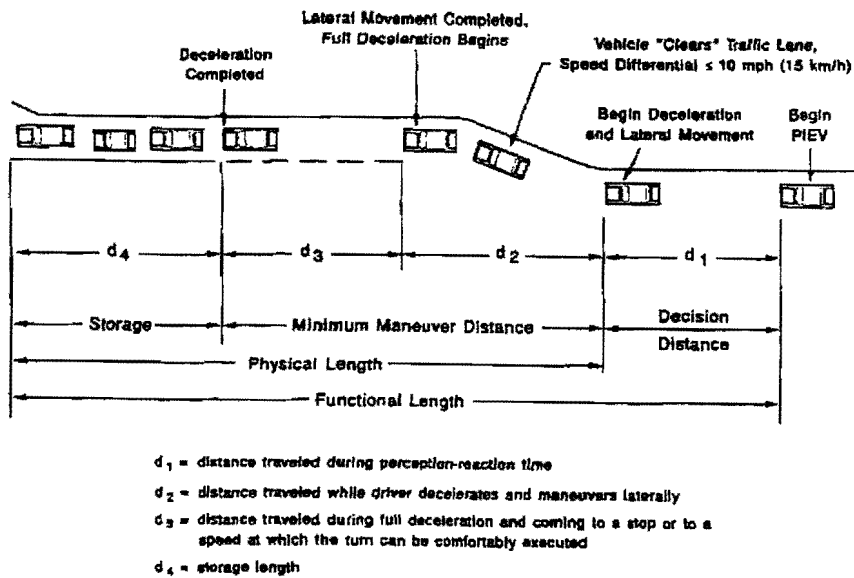 Lateral Movement Completed,
Full Deceleration Begins
Deceleration
Completed
Vehicle "Clears" Traffic Lane,
Speed Differential ≤ 10 mph (15 km/h)
Begin Deceleration
and Lateral Movement
Begin
PIEV
d4
d3
d2
d1
Storage
Minimum Maneuver Distance
Decision
Distance
Physical Length
Functional Length
d1 = distance traveled during perception-reaction time
d2 = distance traveled while driver decelerates and maneuvers laterally
d3 = distance traveled during full deceleration and coming to a stop or to a
speed at which the turn can be comfortably executed
d4 = storage length